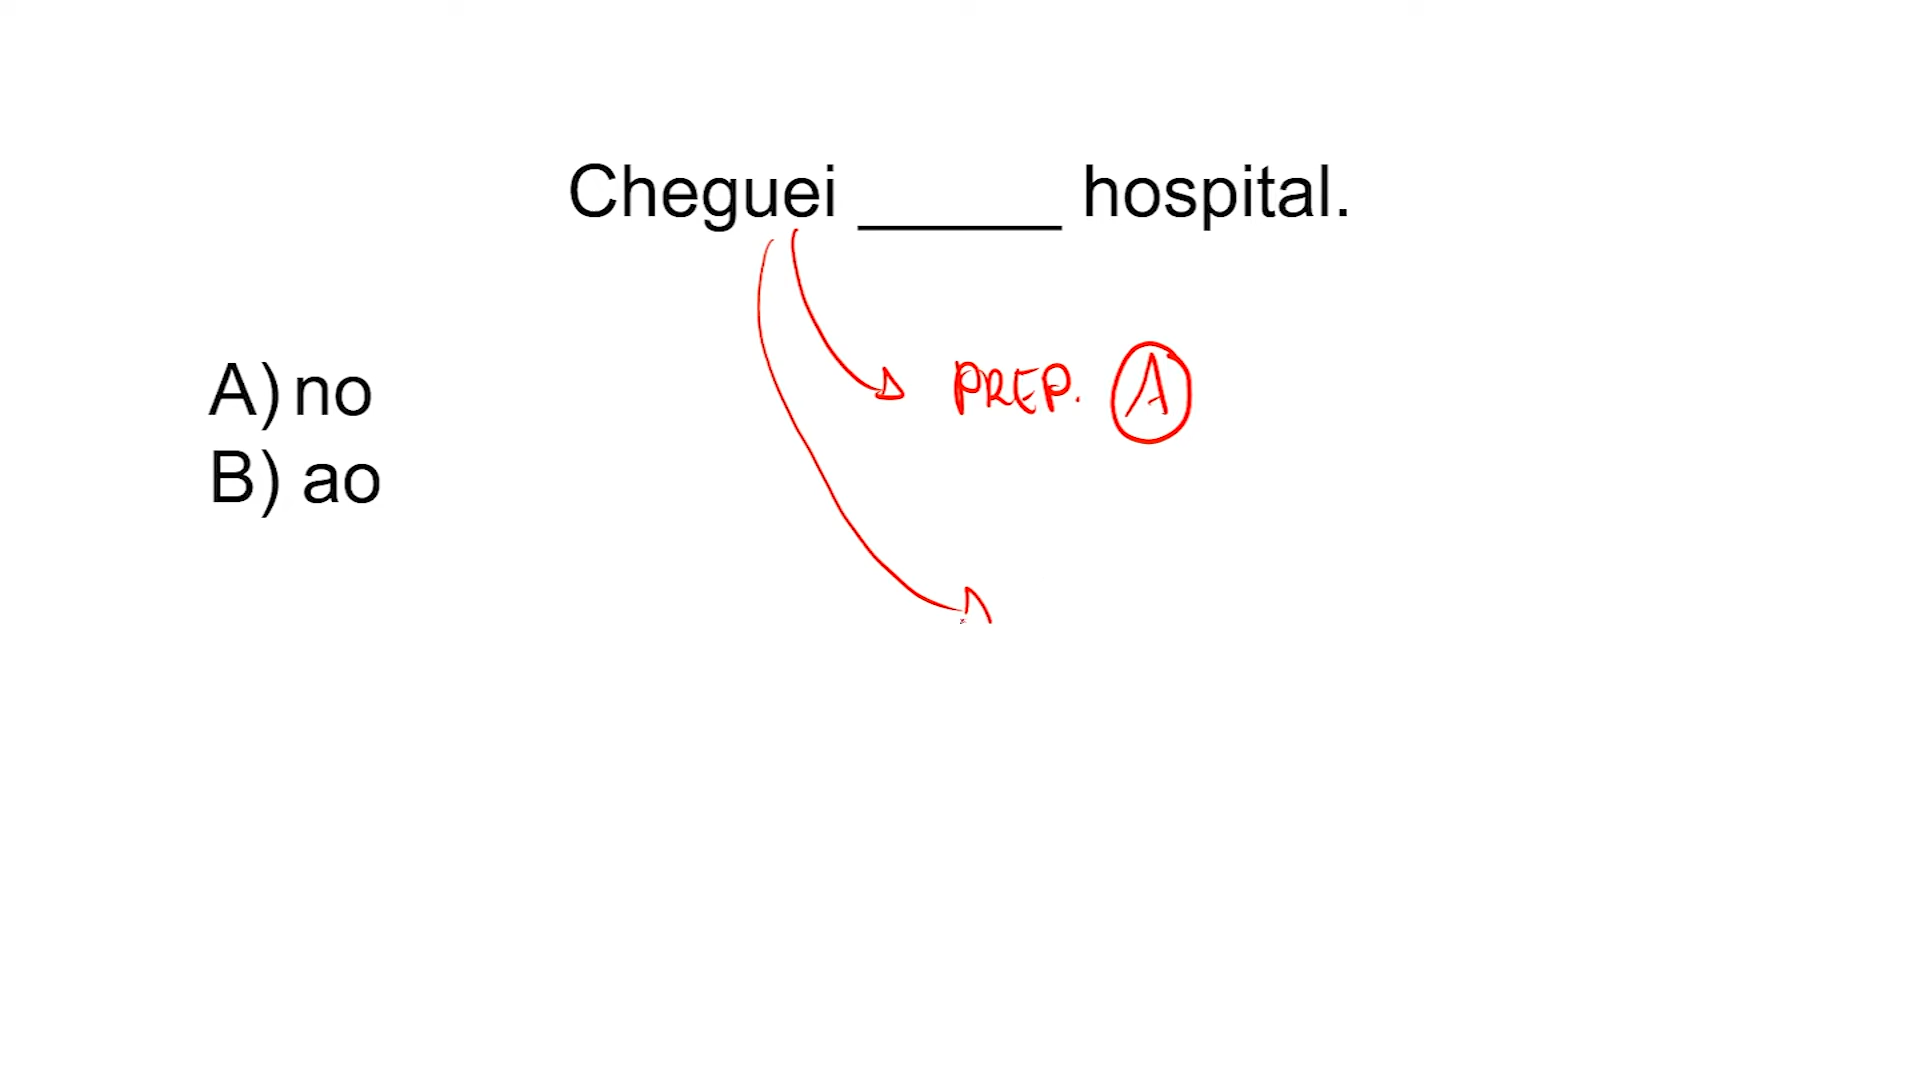 Cheguei ______ hospital.
PREP. A
A) no
B) ao